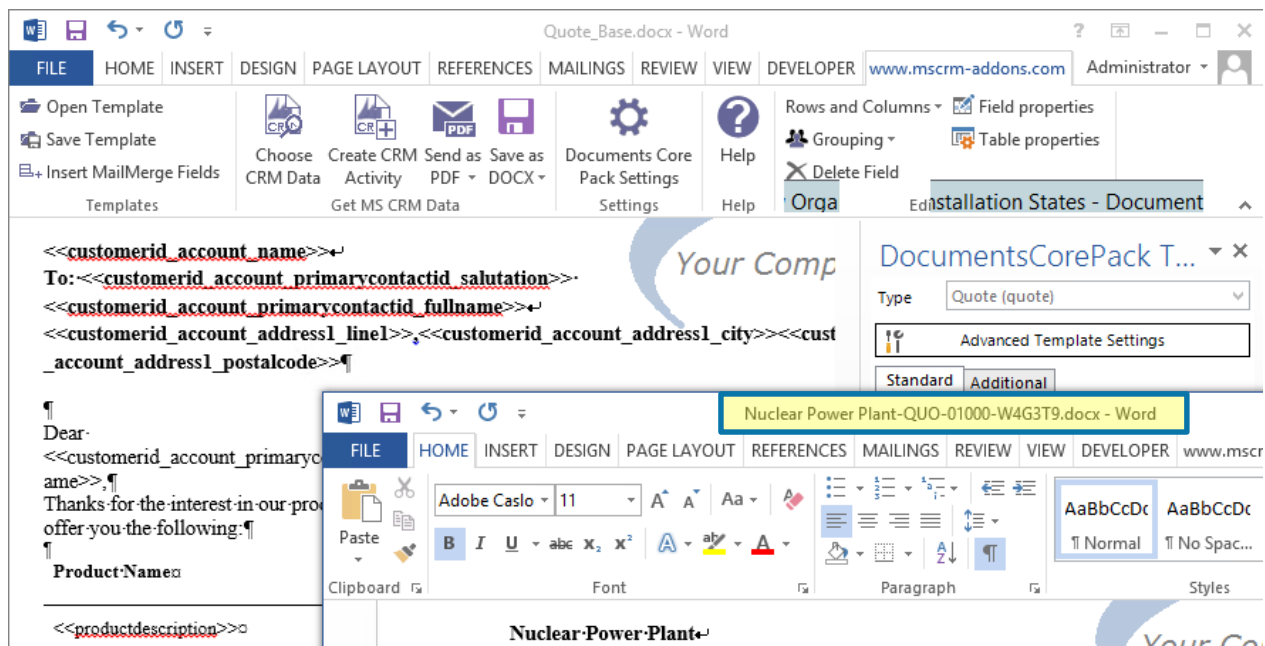 Quote_Base.docx - Word
FILE HOME INSERT DESIGN PAGE LAYOUT REFERENCES MAILINGS REVIEW VIEW DEVELOPER www.mscrm-addons.com Administrator
Open Template
Save Template
Insert MailMerge Fields
Templates
Choose CRM Data
Create CRM Activity
Send as PDF
Save as DOCX
Get MS CRM Data
Documents Core Pack Settings
Settings
Help
Help
Rows and Columns
Grouping
Delete Field
Field properties
Table properties
Orga
Edi
nstallation States - Document
<<customerid_account_name>>↵
To:·<<customerid_account_primarycontactid_salutation>>·
<<customerid_account_primarycontactid_fullname>>↵
<<customerid_account_address1_line1>>,<<customerid_account_address1_city>><<cust
_account_address1_postalcode>>¶
¶
Dear·
<<customerid_account_primaryc
ame>>,¶
Thanks·for·the·interest·in·our·pro
offer·you·the·following:¶
¶
Product·Name¤
<<productdescription>>¤
Your Comp
DocumentsCorePack T...
Type Quote (quote)
Advanced Template Settings
Standard Additional
Nuclear Power Plant-QUO-01000-W4G3T9.docx - Word
FILE HOME INSERT DESIGN PAGE LAYOUT REFERENCES MAILINGS REVIEW VIEW DEVELOPER www.mscr
Paste
Clipboard
Adobe Caslo 11
A A Aa
B I U abc X₂ X² A ab A
Font
A Z
¶
Paragraph
AaBbCcDc AaBbCcDc
¶ Normal ¶ No Spac...
Styles
Nuclear·Power·Plant↵
Your Co